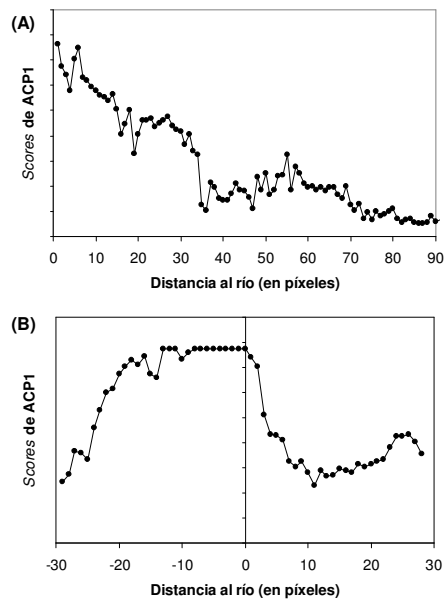 (A)
Scores de ACP1
0 10 20 30 40 50 60 70 80 90
Distancia al río (en píxeles)
(B)
Scores de ACP1
-30 -20 -10 0 10 20 30
Distancia al río (en píxeles)